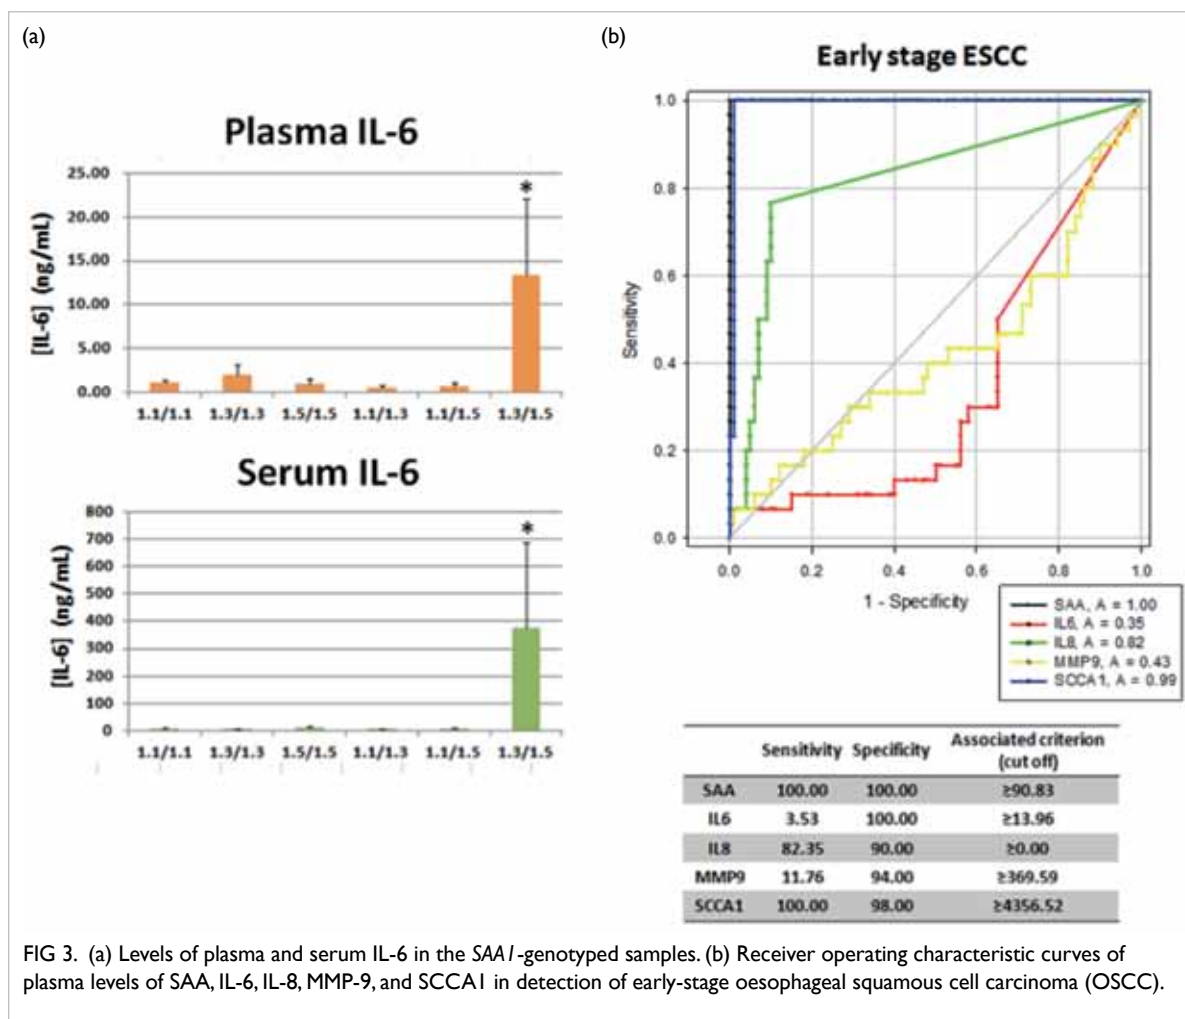 (a)
Plasma IL-6
[IL-6] (ng/mL)
25.00
20.00
15.00
10.00
5.00
0.00
*
1.1/1.1 1.3/1.3 1.5/1.5 1.1/1.3 1.1/1.5 1.3/1.5
Serum IL-6
[IL-6] (ng/mL)
800
700
600
500
400
300
200
100
0
*
1.1/1.1 1.3/1.3 1.5/1.5 1.1/1.3 1.1/1.5 1.3/1.5
(b)
Early stage ESCC
Sensitivity
1.0
0.8
0.6
0.4
0.2
0.0
0.0 0.2 0.4 0.6 0.8 1.0
1 - Specificity
SAA, A = 1.00
IL6, A = 0.35
IL8, A = 0.82
MMP9, A = 0.43
SCCA1, A = 0.99
Sensitivity Specificity Associated criterion
(cut off)
SAA 100.00 100.00 ≥90.83
IL6 3.53 100.00 ≥13.96
IL8 82.35 90.00 ≥0.00
MMP9 11.76 94.00 ≥369.59
SCCA1 100.00 98.00 ≥4356.52
FIG 3. (a) Levels of plasma and serum IL-6 in the SAA1-genotyped samples. (b) Receiver operating characteristic curves of
plasma levels of SAA, IL-6, IL-8, MMP-9, and SCCA1 in detection of early-stage oesophageal squamous cell carcinoma (OSCC).